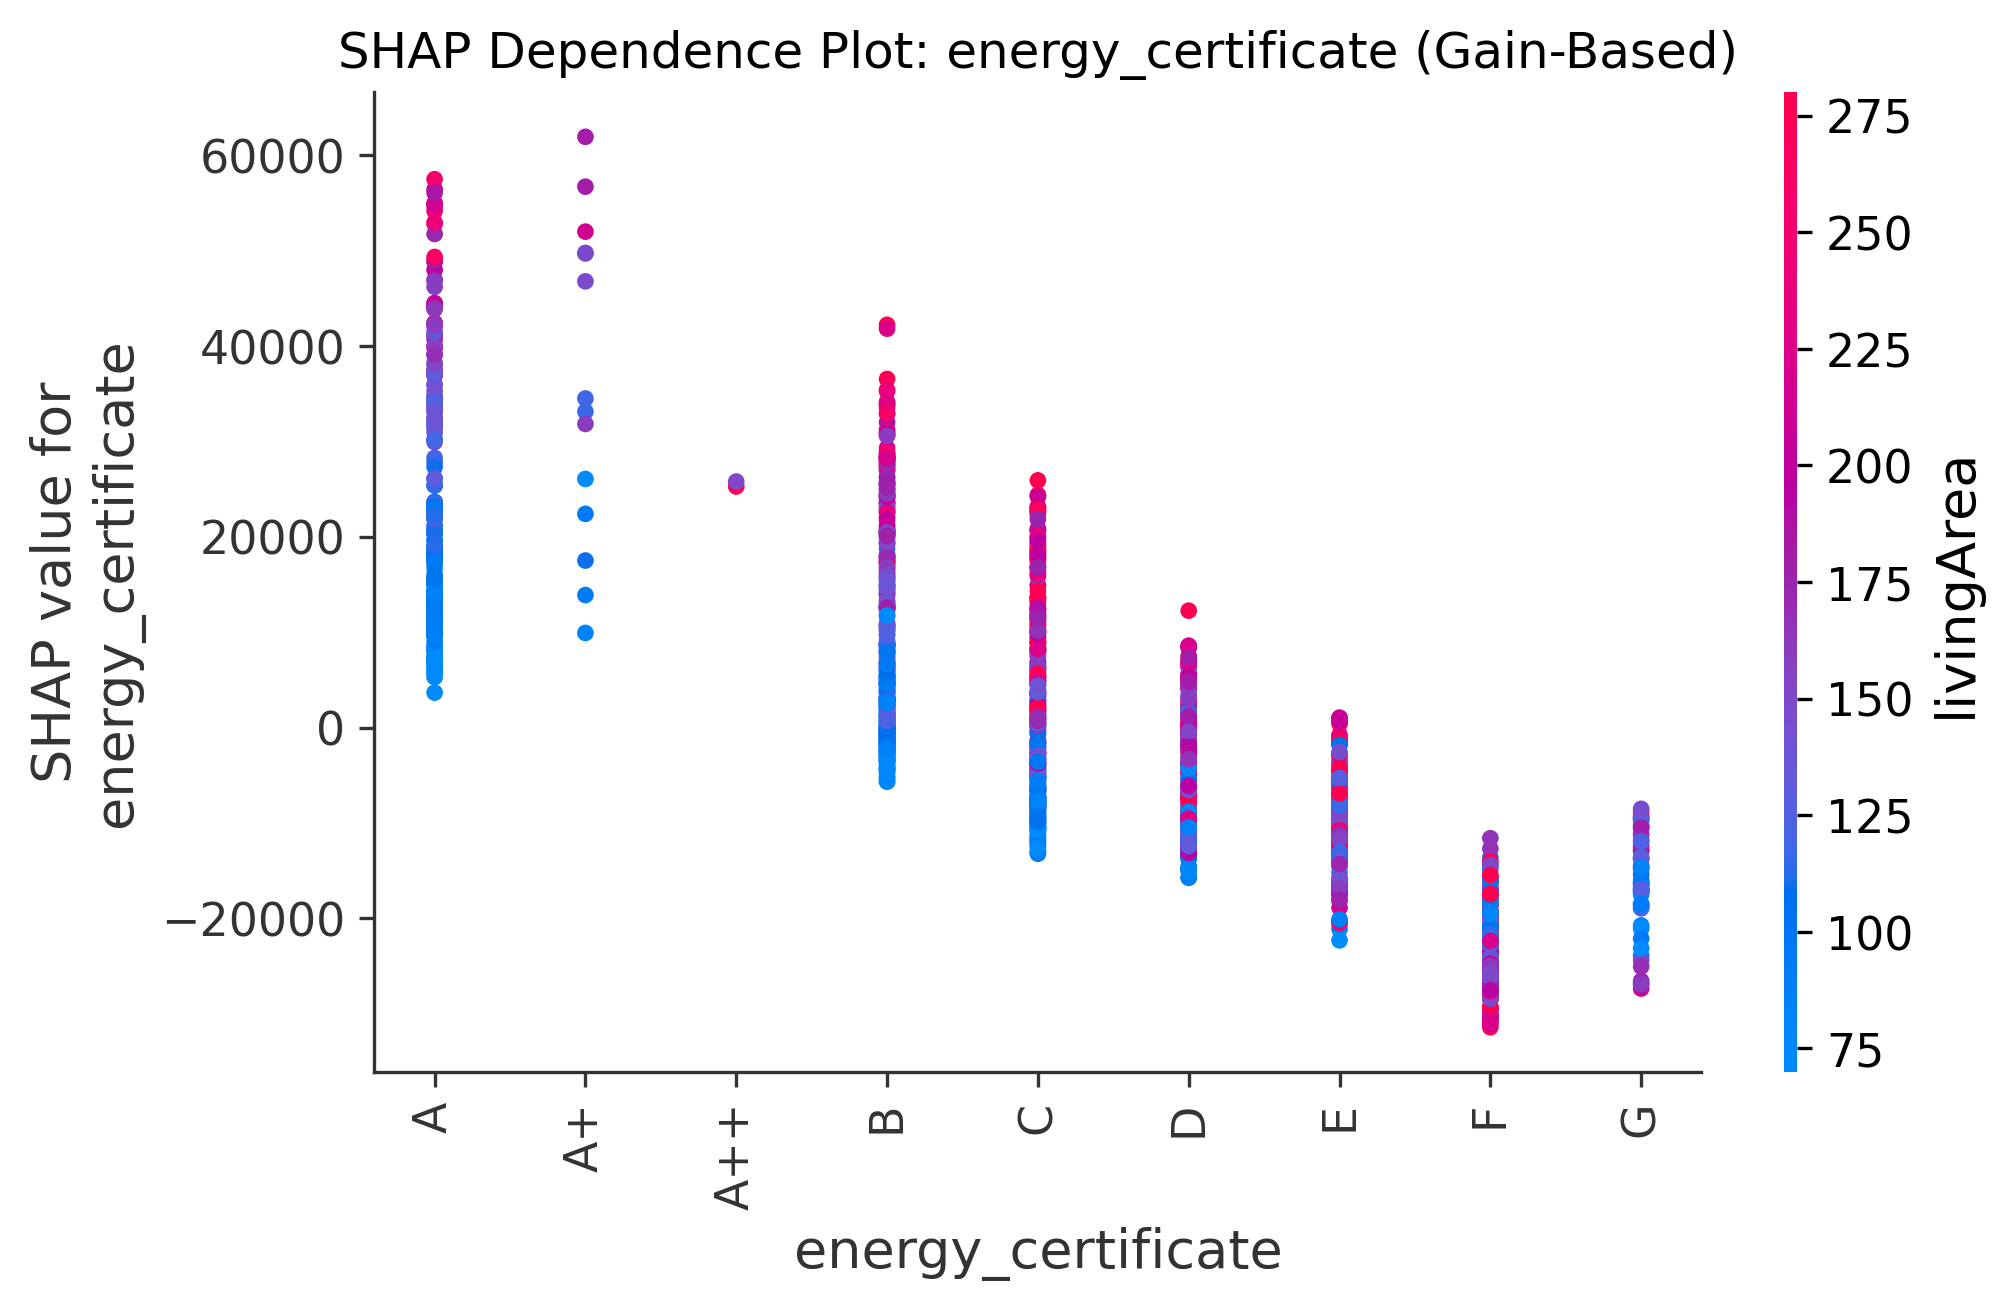 SHAP Dependence Plot: energy_certificate (Gain-Based)
SHAP value for
energy_certificate
60000
40000
20000
0
−20000
A
A+
A++
B
C
D
E
F
G
energy_certificate
275
250
225
200
175
150
125
100
75
livingArea